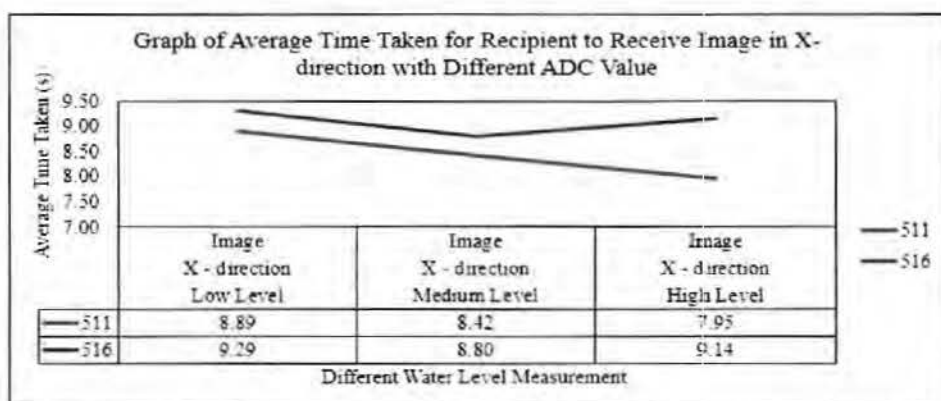 Graph of Average Time Taken for Recipient to Receive Image in X-
direction with Different ADC Value
Average Time Taken (s)
9.50
9.00
8.50
8.00
7.50
7.00
Image
X - direction
Low Level
Image
X - direction
Medium Level
Image
X - direction
High Level
511 8.89 8.42 7.95
516 9.29 8.80 9.14
Different Water Level Measurement
511
516